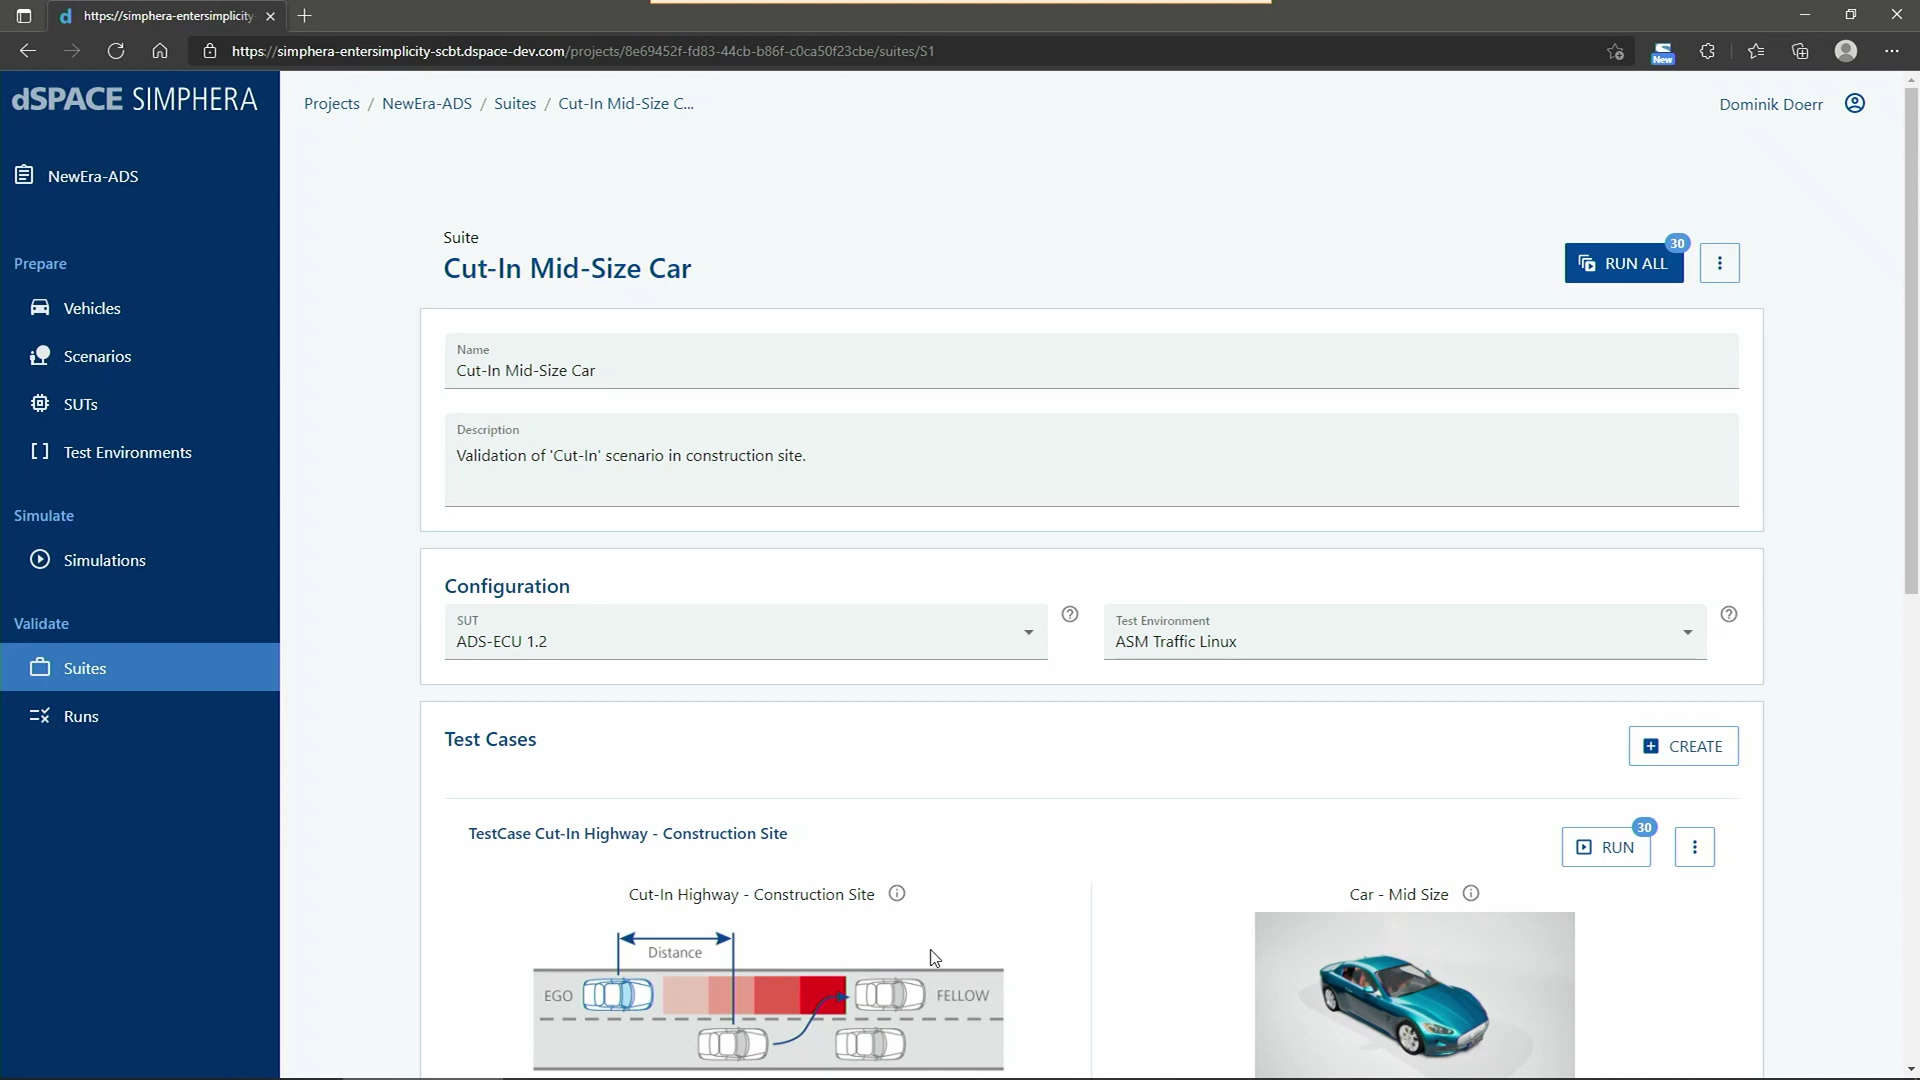 https://simphera-entersimplicity-
https://simphera-entersimplicity-scbt.dspace-dev.com/projects/8e69452f-fd83-44cb-b86f-c0ca50f23cbe/suites/S1
New
dSPACE SIMPHERA
Projects / NewEra-ADS / Suites / Cut-In Mid-Size C...
Dominik Doerr
NewEra-ADS
Prepare
Vehicles
Scenarios
SUTs
Test Environments
Simulate
Simulations
Validate
Suites
Runs
Suite
Cut-In Mid-Size Car
30
RUN ALL
Name
Cut-In Mid-Size Car
Description
Validation of 'Cut-In' scenario in construction site.
Configuration
SUT
ADS-ECU 1.2
Test Environment
ASM Traffic Linux
Test Cases
CREATE
TestCase Cut-In Highway - Construction Site
30
RUN
Cut-In Highway - Construction Site
Car - Mid Size
Distance
EGO
FELLOW